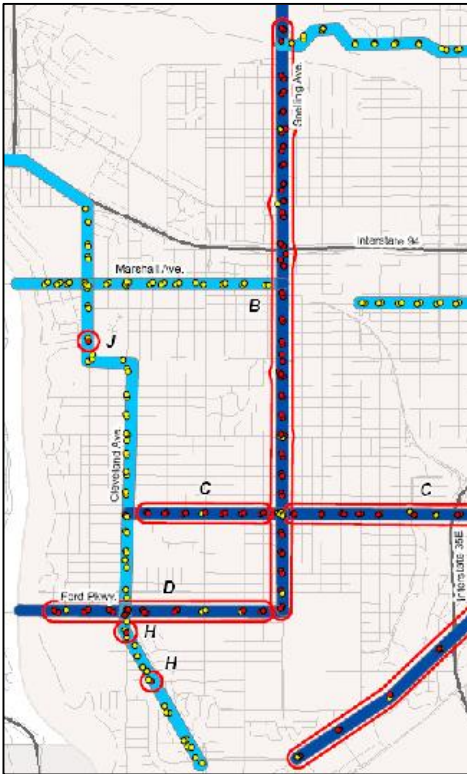 Snelling Ave.
Interstate 94
Marshall Ave.
B
J
Cleveland Ave.
C
C
Interstate 35E
Ford Pkwy.
D
H
H